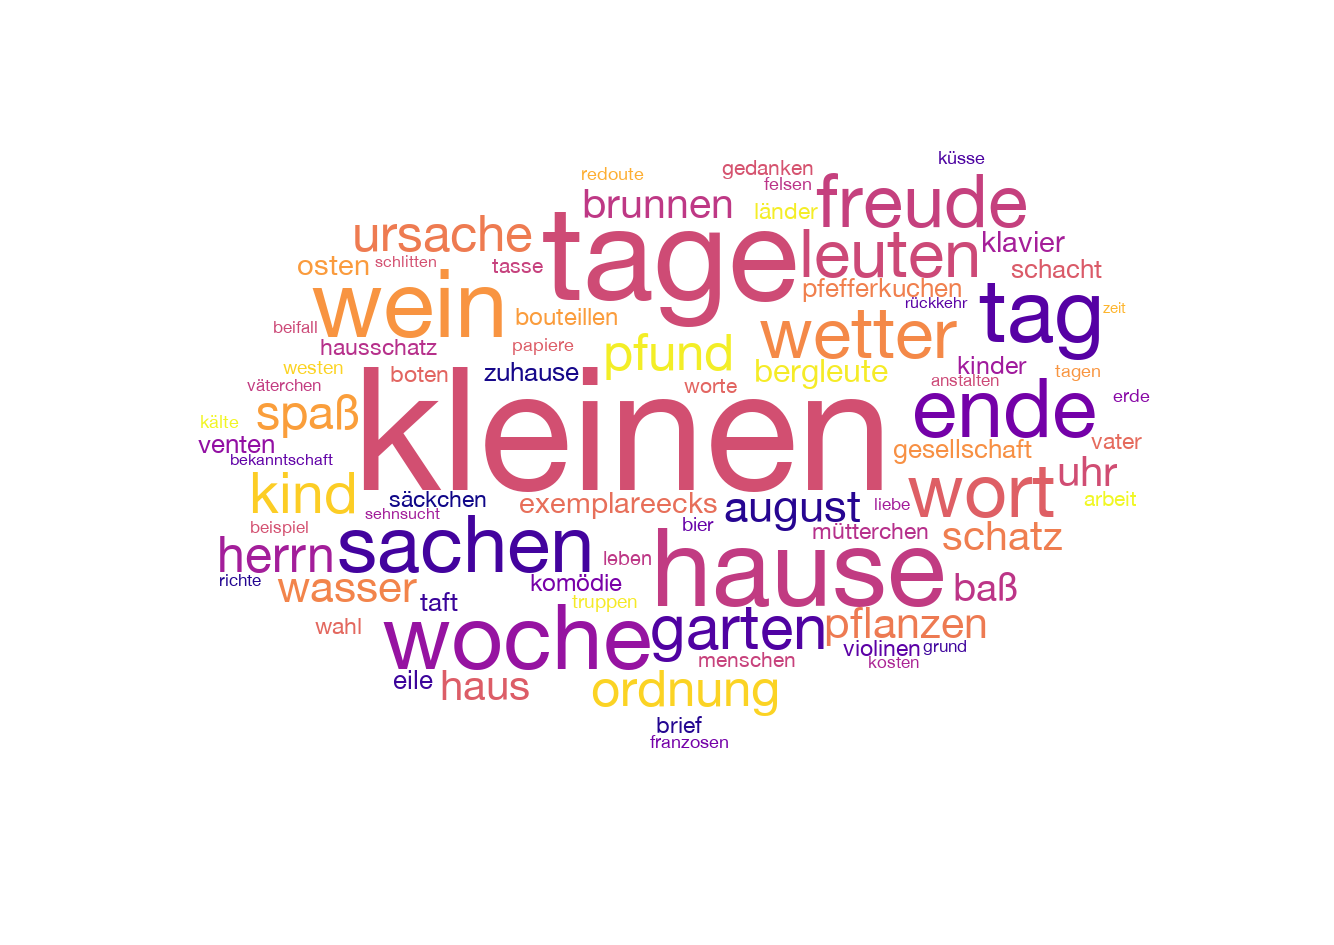 küsse
redoute
gedanken
felsen
brunnen
länder
freude
ursache
tage
leuten
klavier
osten
schlitten
tasse
schacht
wein
pfefferkuchen
rückkehr
tag
zeit
beifall
bouteillen
hausschatz
papiere
pfund
wetter
westen
boten
zuhause
bergleute
kinder
tagen
väterchen
worte
anstalten
kleinen
ende
erde
kälte
spaß
venten
gesellschaft
vater
bekanntschaft
uhr
kind
säckchen
exemplareecks
august
liebe
wort
arbeit
beispiel
sehnsucht
bier
mütterchen
schatz
herrn
sachen
leben
hause
richte
wasser
komödie
baß
taft
truppen
wahl
woche
garten
pflanzen
violinen
grund
menschen
kosten
eile
haus
ordnung
brief
franzosen